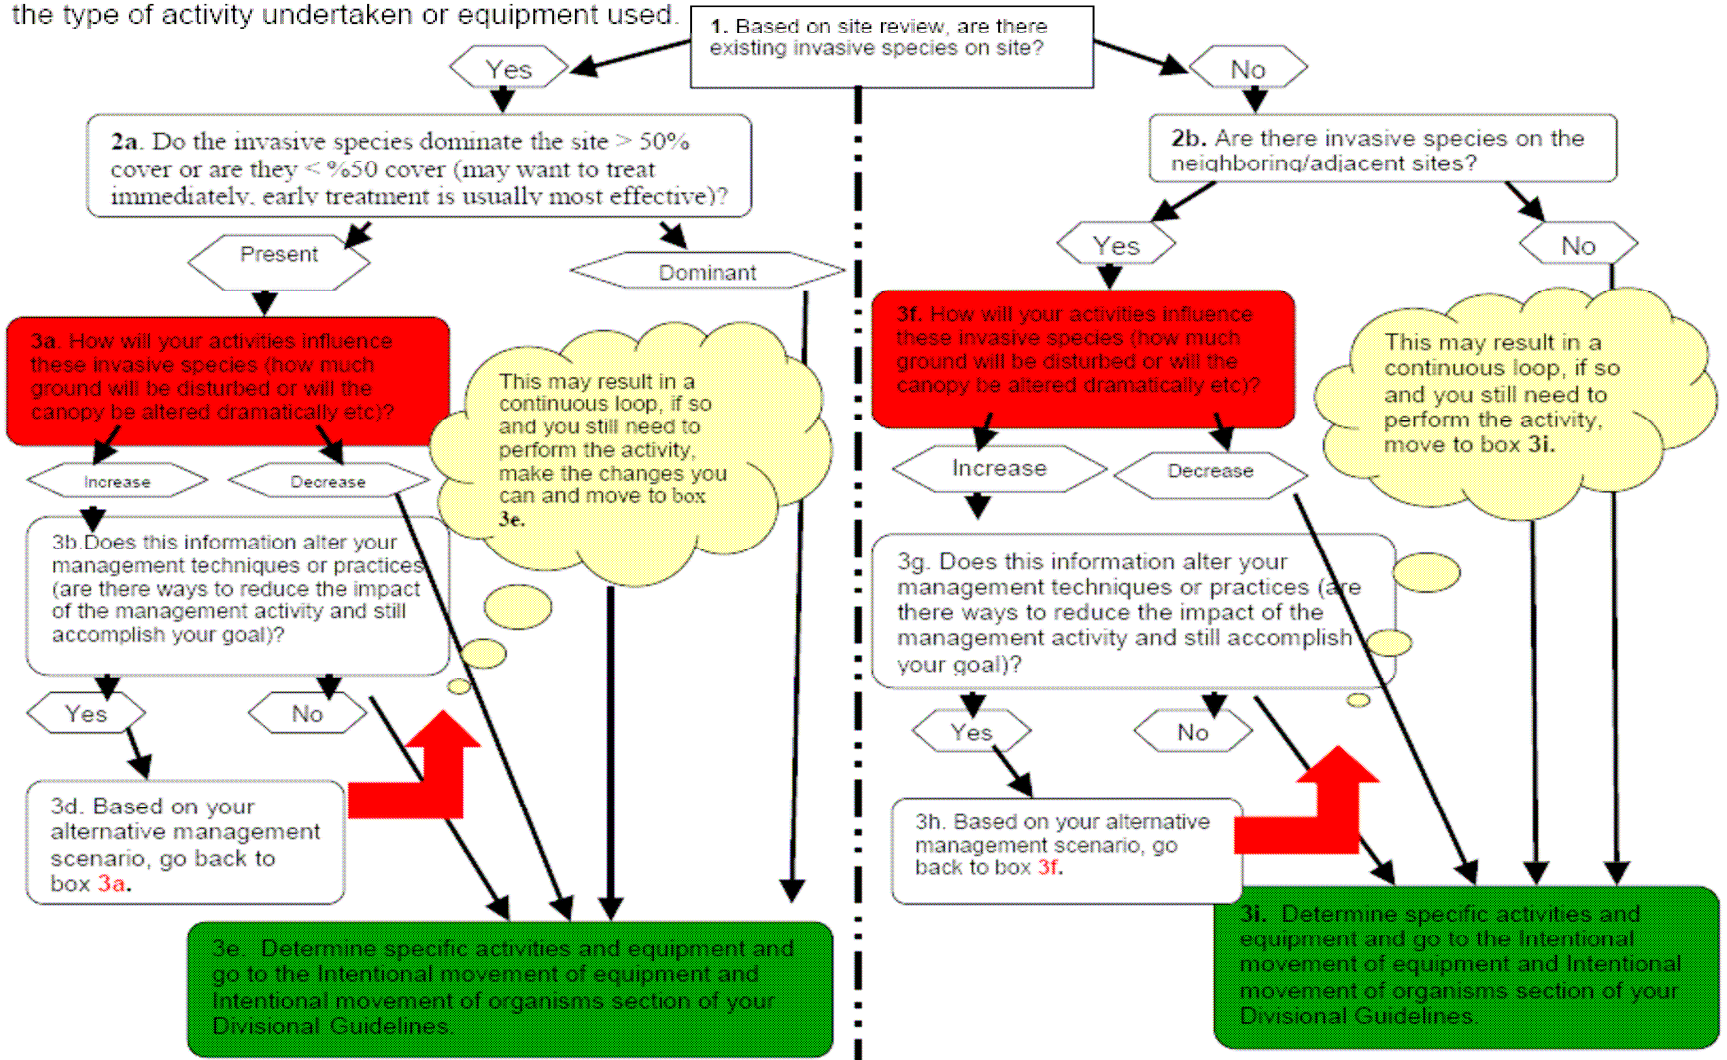 the type of activity undertaken or equipment used.
1. Based on site review, are there
existing invasive species on site?
Yes
No
2a. Do the invasive species dominate the site > 50%
cover or are they < %50 cover (may want to treat
immediately, early treatment is usually most effective)?
2b. Are there invasive species on the
neighboring/adjacent sites?
Present
Dominant
Yes
No
3a. How will your activities influence
these invasive species (how much
ground will be disturbed or will the
canopy be altered dramatically etc)?
This may result in a
continuous loop, if so
and you still need to
perform the activity,
make the changes you
can and move to box
3e.
3f. How will your activities influence
these invasive species (how much
ground will be disturbed or will the
canopy be altered dramatically etc)?
This may result in a
continuous loop, if so
and you still need to
perform the activity,
move to box 3i.
Increase
Decrease
Increase
Decrease
3b.Does this information alter your
management techniques or practices
(are there ways to reduce the impact
of the management activity and still
accomplish your goal)?
3g. Does this information alter your
management techniques or practices (are
there ways to reduce the impact of the
management activity and still accomplish
your goal)?
Yes
No
Yes
No
3d. Based on your
alternative management
scenario, go back to
box 3a.
3h. Based on your alternative
management scenario, go
back to box 3f.
3e. Determine specific activities and equipment and
go to the Intentional movement of equipment and
Intentional movement of organisms section of your
Divisional Guidelines.
3i. Determine specific activities and
equipment and go to the Intentional
movement of equipment and Intentional
movement of organisms section of your
Divisional Guidelines.